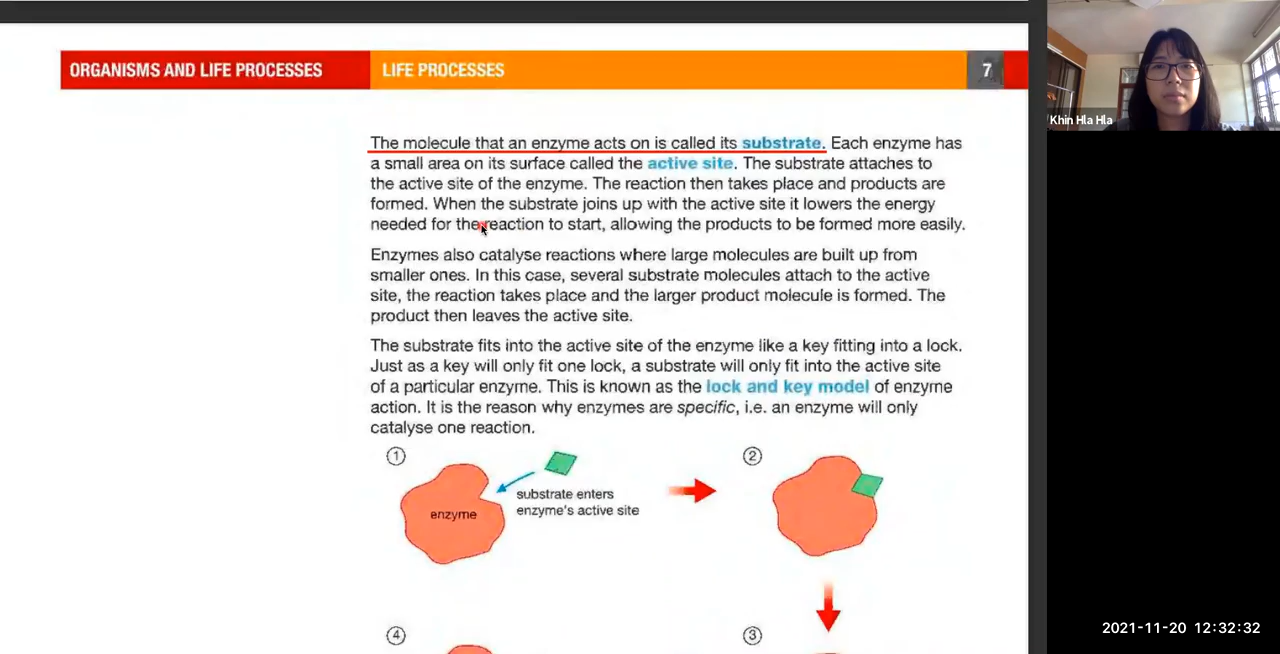 ORGANISMS AND LIFE PROCESSES
LIFE PROCESSES
7
The molecule that an enzyme acts on is called its substrate. Each enzyme has
a small area on its surface called the active site. The substrate attaches to
the active site of the enzyme. The reaction then takes place and products are
formed. When the substrate joins up with the active site it lowers the energy
needed for the reaction to start, allowing the products to be formed more easily.
Enzymes also catalyse reactions where large molecules are built up from
smaller ones. In this case, several substrate molecules attach to the active
site, the reaction takes place and the larger product molecule is formed. The
product then leaves the active site.
The substrate fits into the active site of the enzyme like a key fitting into a lock.
Just as a key will only fit one lock, a substrate will only fit into the active site
of a particular enzyme. This is known as the lock and key model of enzyme
action. It is the reason why enzymes are specific, i.e. an enzyme will only
catalyse one reaction.
1
enzyme
substrate enters
enzyme's active site
2
4
3
Khin Hla Hla
2021-11-20 12:32:32